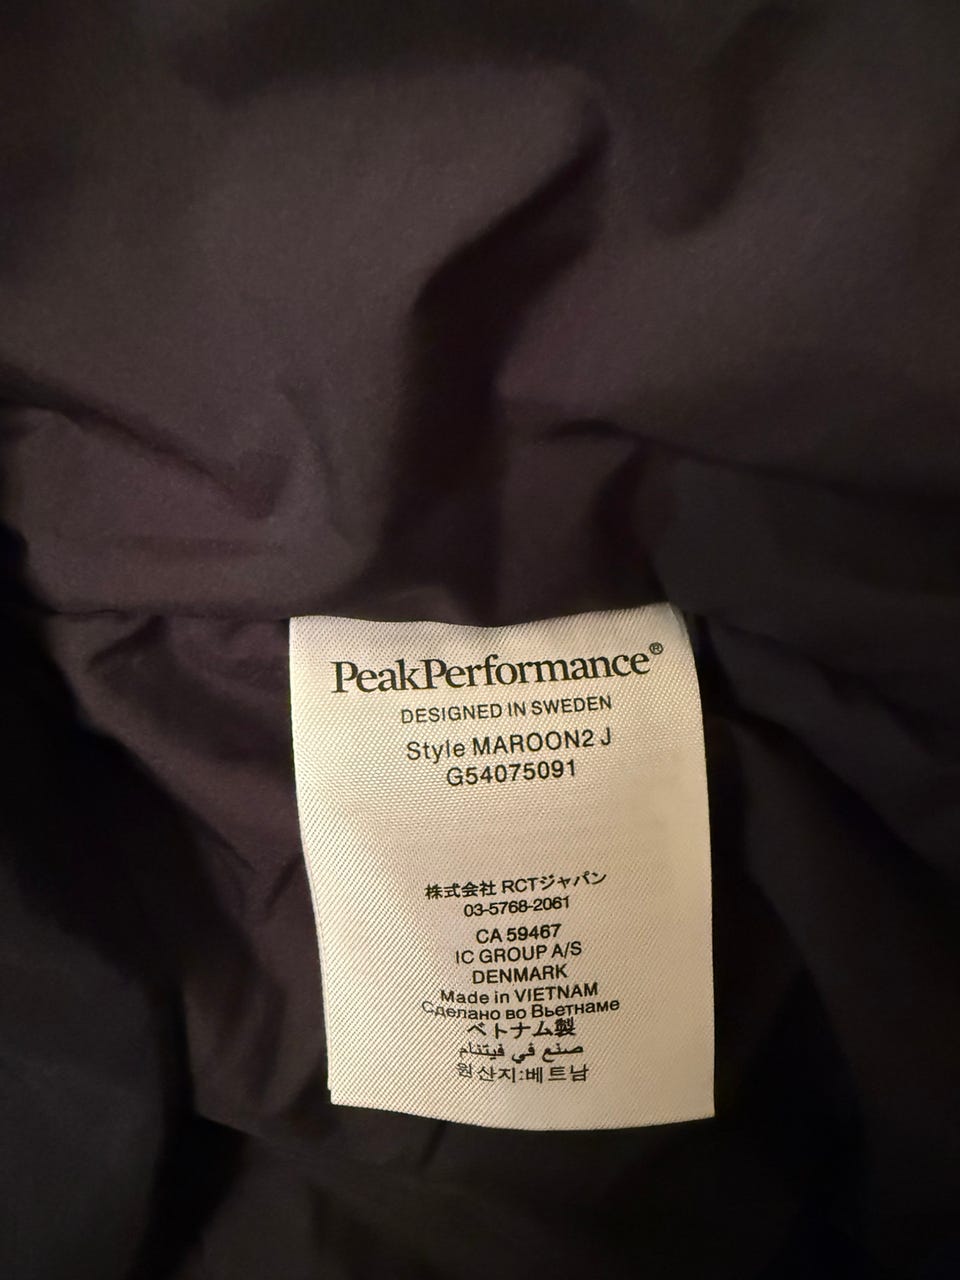 PeakPerformance®
DESIGNED IN SWEDEN
Style MAROON2 J
G54075091
株式会社 RCTジャパン
03-5768-2061
CA 59467
IC GROUP A/S
DENMARK
Made in VIETNAM
Сделано во Вьетнаме
ベトナム製
صنع في فيتنام
원산지:베트남